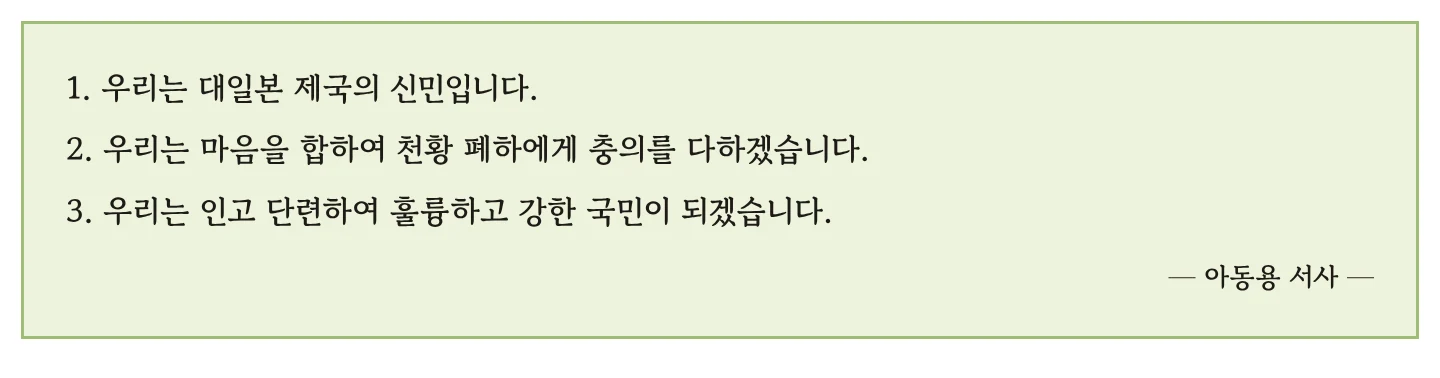 1. 우리는 대일본 제국의 신민입니다.
2. 우리는 마음을 합하여 천황 폐하에게 충의를 다하겠습니다.
3. 우리는 인고 단련하여 훌륭하고 강한 국민이 되겠습니다.
— 아동용 서사 —